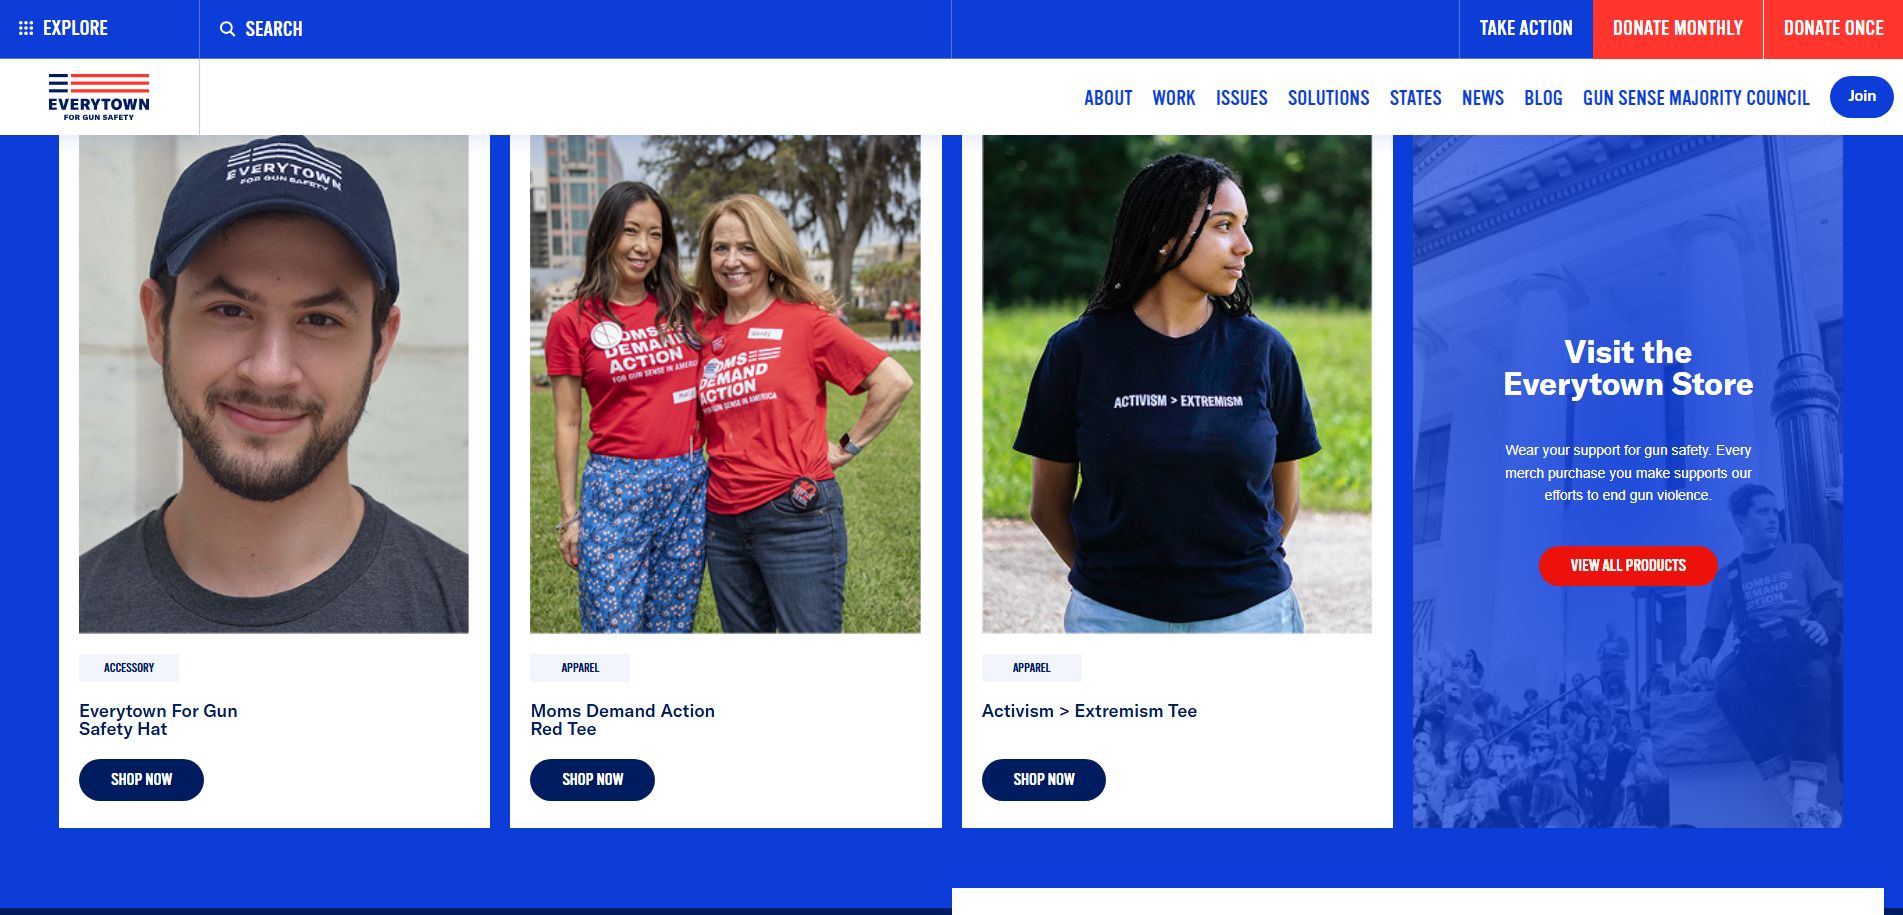 EXPLORE
SEARCH
TAKE ACTION
DONATE MONTHLY
DONATE ONCE
EVERYTOWN
FOR GUN SAFETY
ABOUT
WORK
ISSUES
SOLUTIONS
STATES
NEWS
BLOG
GUN SENSE MAJORITY COUNCIL
Join
EVERYTOWN
FOR GUN SAFETY
MOMS
DEMAND
ACTION
FOR GUN SENSE IN AMERICA
Wendy
MOMS
DEMAND
ACTION
FOR GUN SENSE IN AMERICA
ACTIVISM > EXTREMISM
Visit the
Everytown Store
Wear your support for gun safety. Every
merch purchase you make supports our
efforts to end gun violence.
VIEW ALL PRODUCTS
MOMS
DEMAND
ACTION
ACCESSORY
Everytown For Gun
Safety Hat
SHOP NOW
APPAREL
Moms Demand Action
Red Tee
SHOP NOW
APPAREL
Activism > Extremism Tee
SHOP NOW